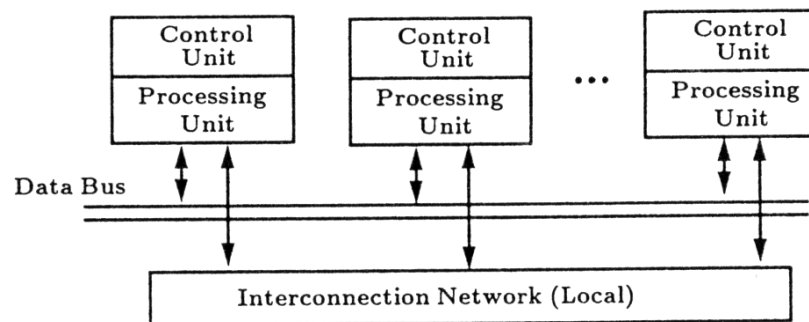 Control
Unit
Processing
Unit
Control
Unit
Processing
Unit
...
Control
Unit
Processing
Unit
Data Bus
Interconnection Network (Local)